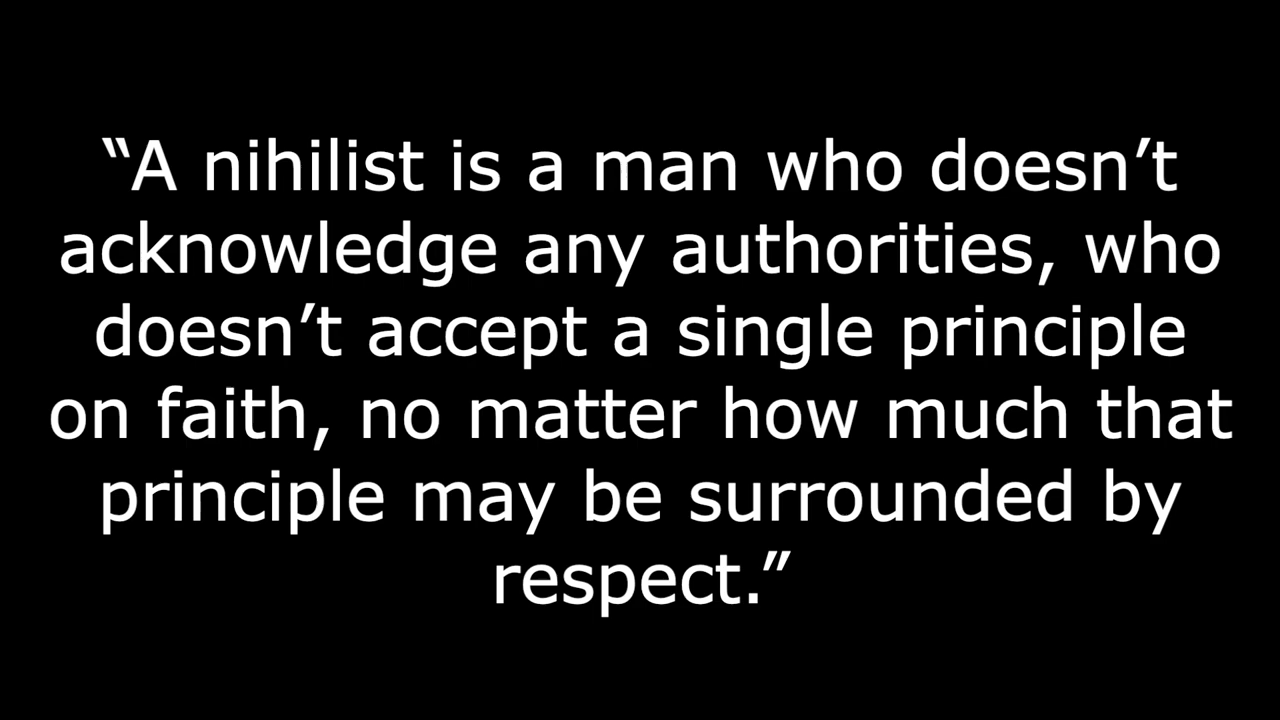 “A nihilist is a man who doesn’t
acknowledge any authorities, who
doesn’t accept a single principle
on faith, no matter how much that
principle may be surrounded by
respect.”